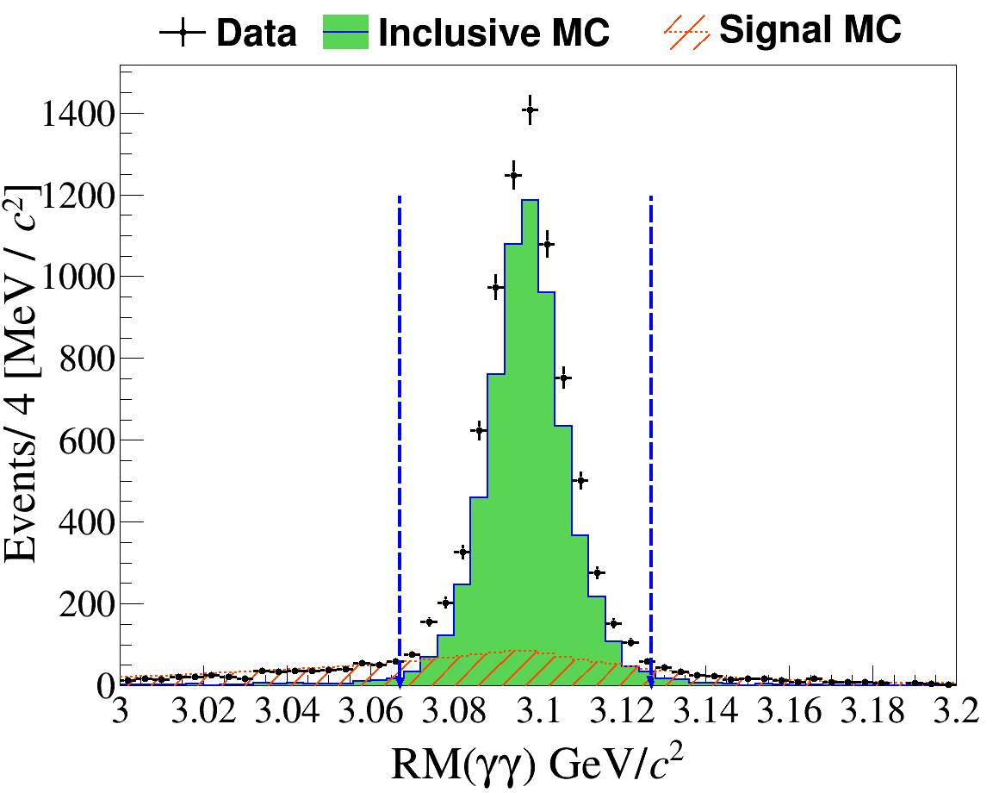 Data Inclusive MC Signal MC
Events/ 4 [MeV / c²]
1400
1200
1000
800
600
400
200
0
3 3.02 3.04 3.06 3.08 3.1 3.12 3.14 3.16 3.18 3.2
RM(γγ) GeV/c²